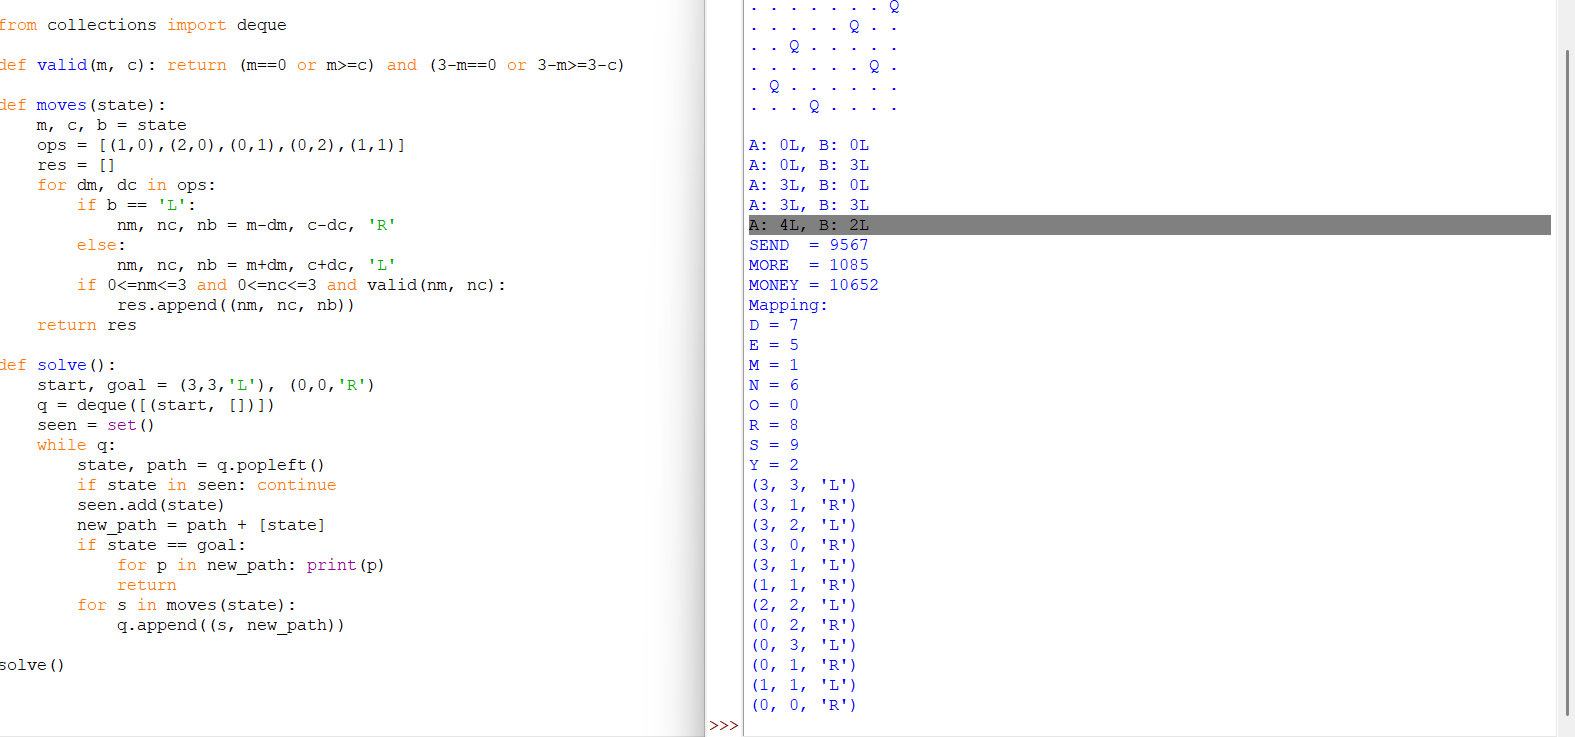 from collections import deque

def valid(m, c): return (m==0 or m>=c) and (3-m==0 or 3-m>=3-c)

def moves(state):
    m, c, b = state
    ops = [(1,0),(2,0),(0,1),(0,2),(1,1)]
    res = []
    for dm, dc in ops:
        if b == 'L':
            nm, nc, nb = m-dm, c-dc, 'R'
        else:
            nm, nc, nb = m+dm, c+dc, 'L'
        if 0<=nm<=3 and 0<=nc<=3 and valid(nm, nc):
            res.append((nm, nc, nb))
    return res

def solve():
    start, goal = (3,3,'L'), (0,0,'R')
    q = deque([(start, [])])
    seen = set()
    while q:
        state, path = q.popleft()
        if state in seen: continue
        seen.add(state)
        new_path = path + [state]
        if state == goal:
            for p in new_path: print(p)
            return
        for s in moves(state):
            q.append((s, new_path))

solve()
. . . . . . . Q
. . . . . Q . .
. . Q . . . . .
. . . . . . Q .
. Q . . . . . .
. . . Q . . . .

A: 0L, B: 0L
A: 0L, B: 3L
A: 3L, B: 0L
A: 3L, B: 3L
A: 4L, B: 2L
SEND  = 9567
MORE  = 1085
MONEY = 10652
Mapping:
D = 7
E = 5
M = 1
N = 6
O = 0
R = 8
S = 9
Y = 2
(3, 3, 'L')
(3, 1, 'R')
(3, 2, 'L')
(3, 0, 'R')
(3, 1, 'L')
(1, 1, 'R')
(2, 2, 'L')
(0, 2, 'R')
(0, 3, 'L')
(0, 1, 'R')
(1, 1, 'L')
(0, 0, 'R')
>>>